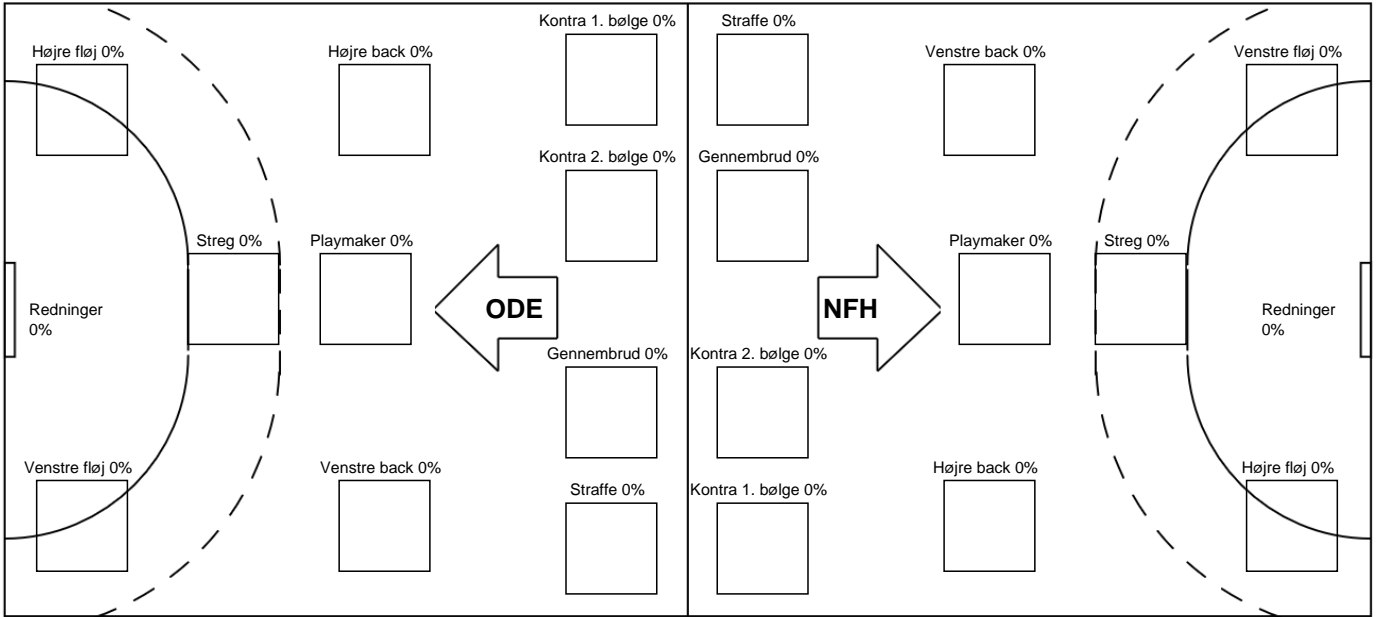 Kontra 1. bølge 0%
Straffe 0%
Højre fløj 0%
Højre back 0%
Venstre back 0%
Venstre fløj 0%
Kontra 2. bølge 0%
Gennembrud 0%
Streg 0%
Playmaker 0%
Playmaker 0%
Streg 0%
Redninger
0%
ODE
NFH
Redninger
0%
Gennembrud 0%
Kontra 2. bølge 0%
Venstre fløj 0%
Venstre back 0%
Højre back 0%
Højre fløj 0%
Straffe 0%
Kontra 1. bølge 0%